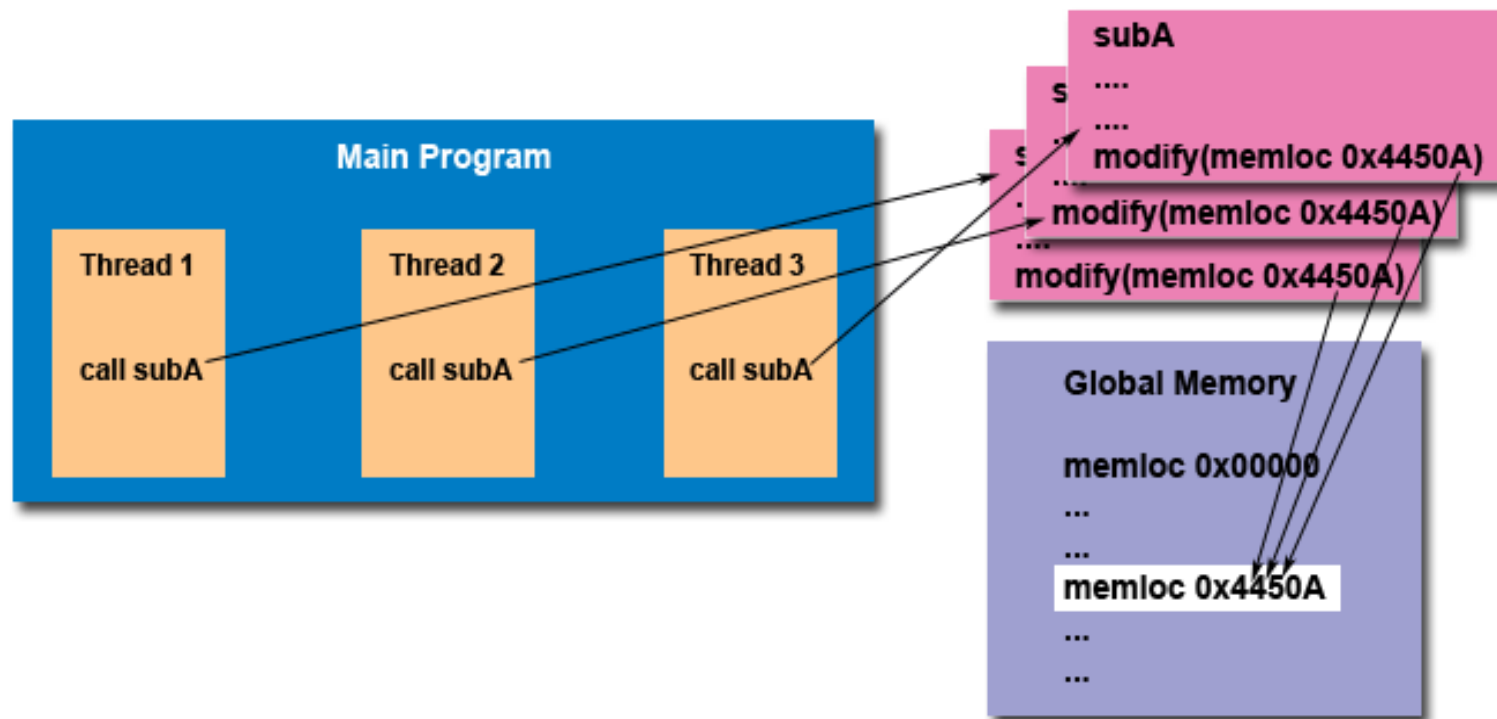 Main Program
Thread 1
call subA
Thread 2
call subA
Thread 3
call subA
subA
....
....
modify(memloc 0x4450A)
s
....
modify(memloc 0x4450A)
s
....
modify(memloc 0x4450A)
Global Memory
memloc 0x00000
...
...
memloc 0x4450A
...
...